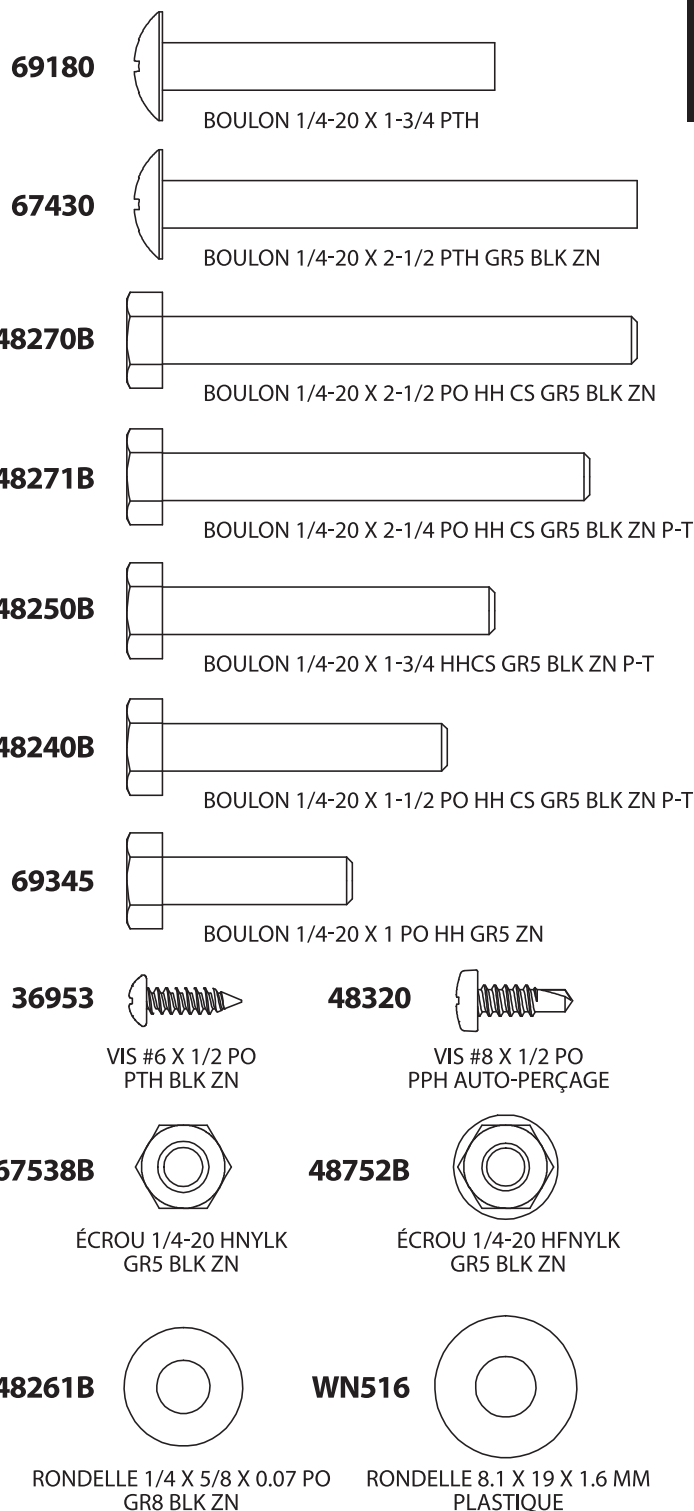 69180
BOULON 1/4-20 X 1-3/4 PTH
67430
BOULON 1/4-20 X 2-1/2 PTH GR5 BLK ZN
48270B
BOULON 1/4-20 X 2-1/2 PO HH CS GR5 BLK ZN
48271B
BOULON 1/4-20 X 2-1/4 PO HH CS GR5 BLK ZN P-T
48250B
BOULON 1/4-20 X 1-3/4 HHCS GR5 BLK ZN P-T
48240B
BOULON 1/4-20 X 1-1/2 PO HH CS GR5 BLK ZN P-T
69345
BOULON 1/4-20 X 1 PO HH GR5 ZN
36953
VIS #6 X 1/2 PO
PTH BLK ZN
48320
VIS #8 X 1/2 PO
PPH AUTO-PERÇAGE
67538B
ÉCROU 1/4-20 HNYLK
GR5 BLK ZN
48752B
ÉCROU 1/4-20 HFNYLK
GR5 BLK ZN
48261B
RONDELLE 1/4 X 5/8 X 0.07 PO
GR8 BLK ZN
WN516
RONDELLE 8.1 X 19 X 1.6 MM
PLASTIQUE